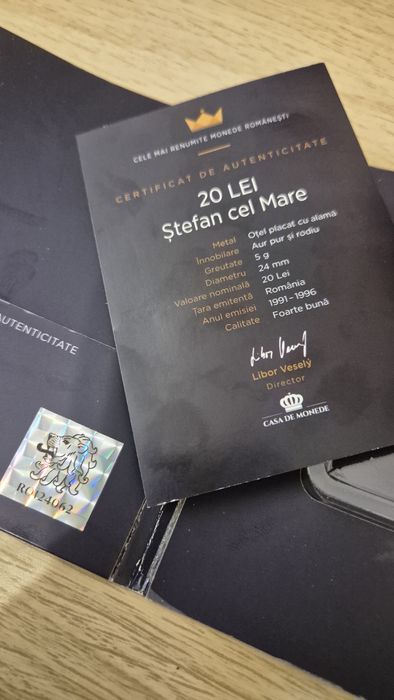 CELE MAI RENUMITE MONEDE ROMÂNEȘTI
CERTIFICAT DE AUTENTICITATE
20 LEI
Ștefan cel Mare
Metal Oțel placat cu alamă
Înnobilare Aur pur și rodiu
Greutate 5 g
Diametru 24 mm
Valoare nominală 20 Lei
Țara emitentă România
Anul emisiei 1991-1996
Calitate Foarte bună
Libor Veselý
Director
CASA DE MONEDE
AUTENTICITATE
RO124062